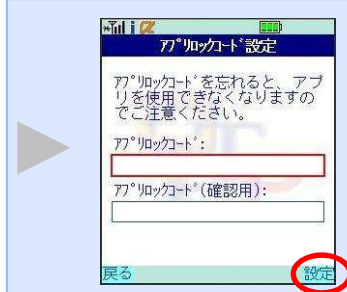 ｱﾌﾟﾘﾛｯｸｺｰﾄﾞ設定
ｱﾌﾟﾘﾛｯｸｺｰﾄﾞを忘れると、アプ
リを使用できなくなりますの
でご注意ください。
ｱﾌﾟﾘﾛｯｸｺｰﾄﾞ:
ｱﾌﾟﾘﾛｯｸｺｰﾄﾞ(確認用):
戻る 設定